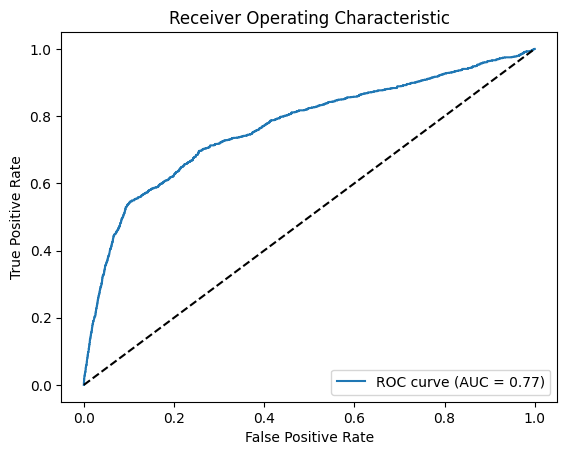 Receiver Operating Characteristic
1.0
0.8
0.6
0.4
0.2
0.0
True Positive Rate
ROC curve (AUC = 0.77)
0.0 0.2 0.4 0.6 0.8 1.0
False Positive Rate